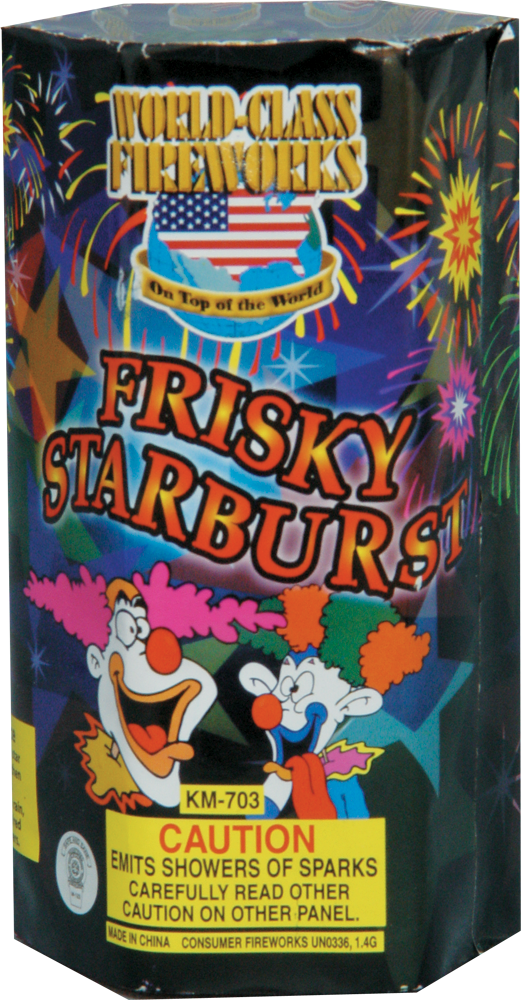 WORLD-CLASS
FIREWORKS
On Top of the World
FRISKY
STARBURST
KM-703
CAUTION
EMITS SHOWERS OF SPARKS
CAREFULLY READ OTHER
CAUTION ON OTHER PANEL.
MADE IN CHINA CONSUMER FIREWORKS UN0336, 1.4G